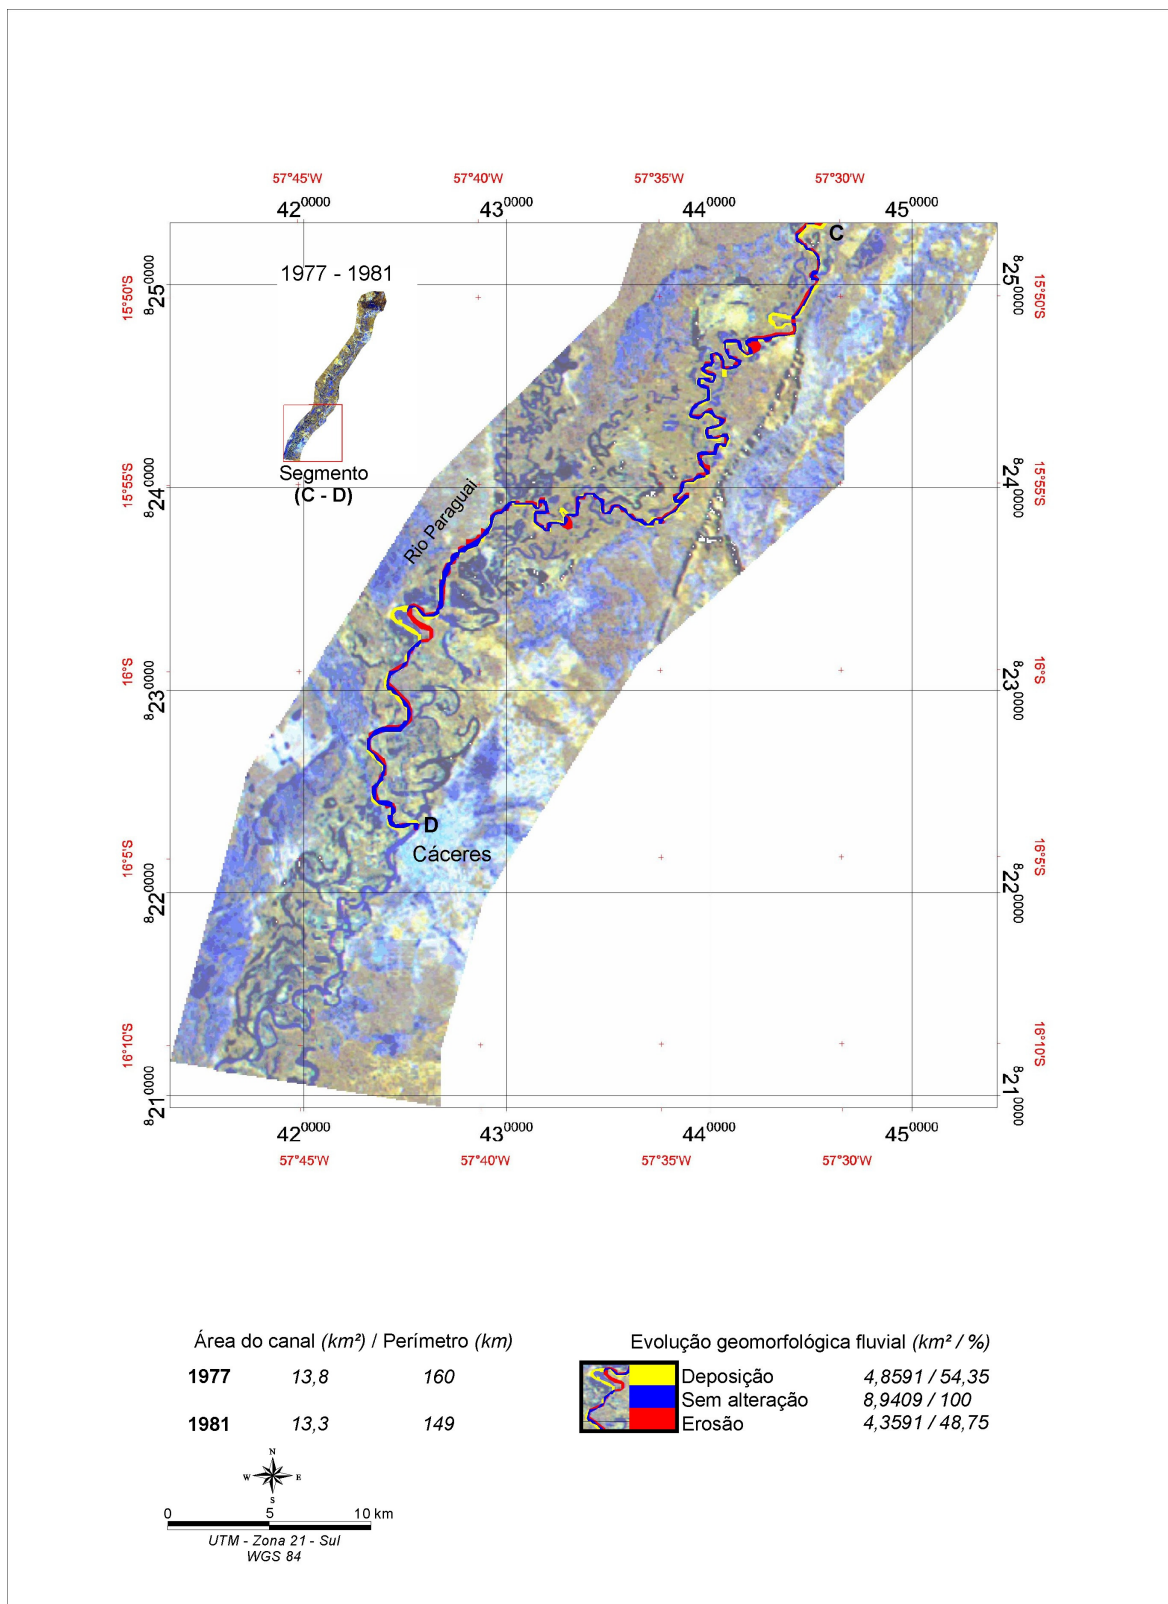 57°45'W 57°40'W 57°35'W 57°30'W
420000 430000 440000 450000
C
1977 - 1981
8250000 15°50'S
8250000 15°50'S
Segmento
(C - D)
15°55'S 8240000
8240000 15°55'S
Rio Paraguai
16°S 8230000
8230000 16°S
D
Cáceres
16°5'S 8220000
8220000 16°5'S
16°10'S 8210000
8210000 16°10'S
420000 430000 440000 450000
57°45'W 57°40'W 57°35'W 57°30'W
Área do canal (km²) / Perímetro (km)
1977 13,8 160
1981 13,3 149
Evolução geomorfológica fluvial (km² / %)
Deposição 4,8591 / 54,35
Sem alteração 8,9409 / 100
Erosão 4,3591 / 48,75
N
W E
S
0 5 10 km
UTM - Zona 21 - Sul
WGS 84